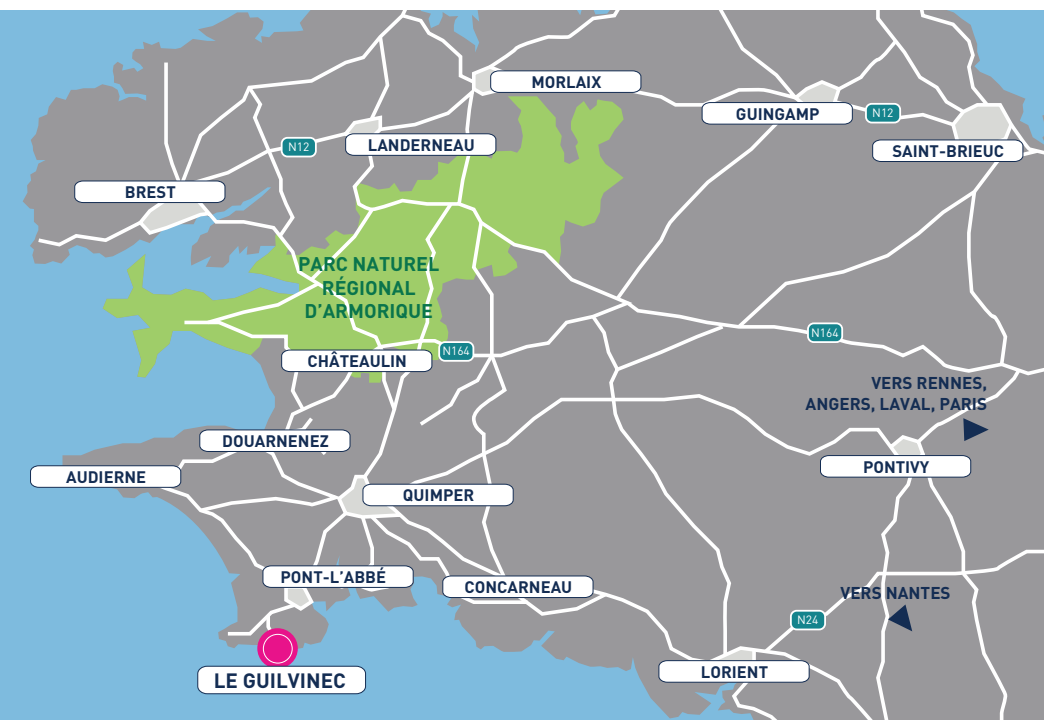 MORLAIX
GUINGAMP
N12
SAINT-BRIEUC
N12
LANDERNEAU
BREST
PARC NATUREL
RÉGIONAL
D'ARMORIQUE
N164
CHÂTEAULIN
N164
VERS RENNES,
ANGERS, LAVAL, PARIS
DOUARNENEZ
AUDIERNE
PONTIVY
QUIMPER
PONT-L'ABBÉ
CONCARNEAU
VERS NANTES
N24
LORIENT
LE GUILVINEC